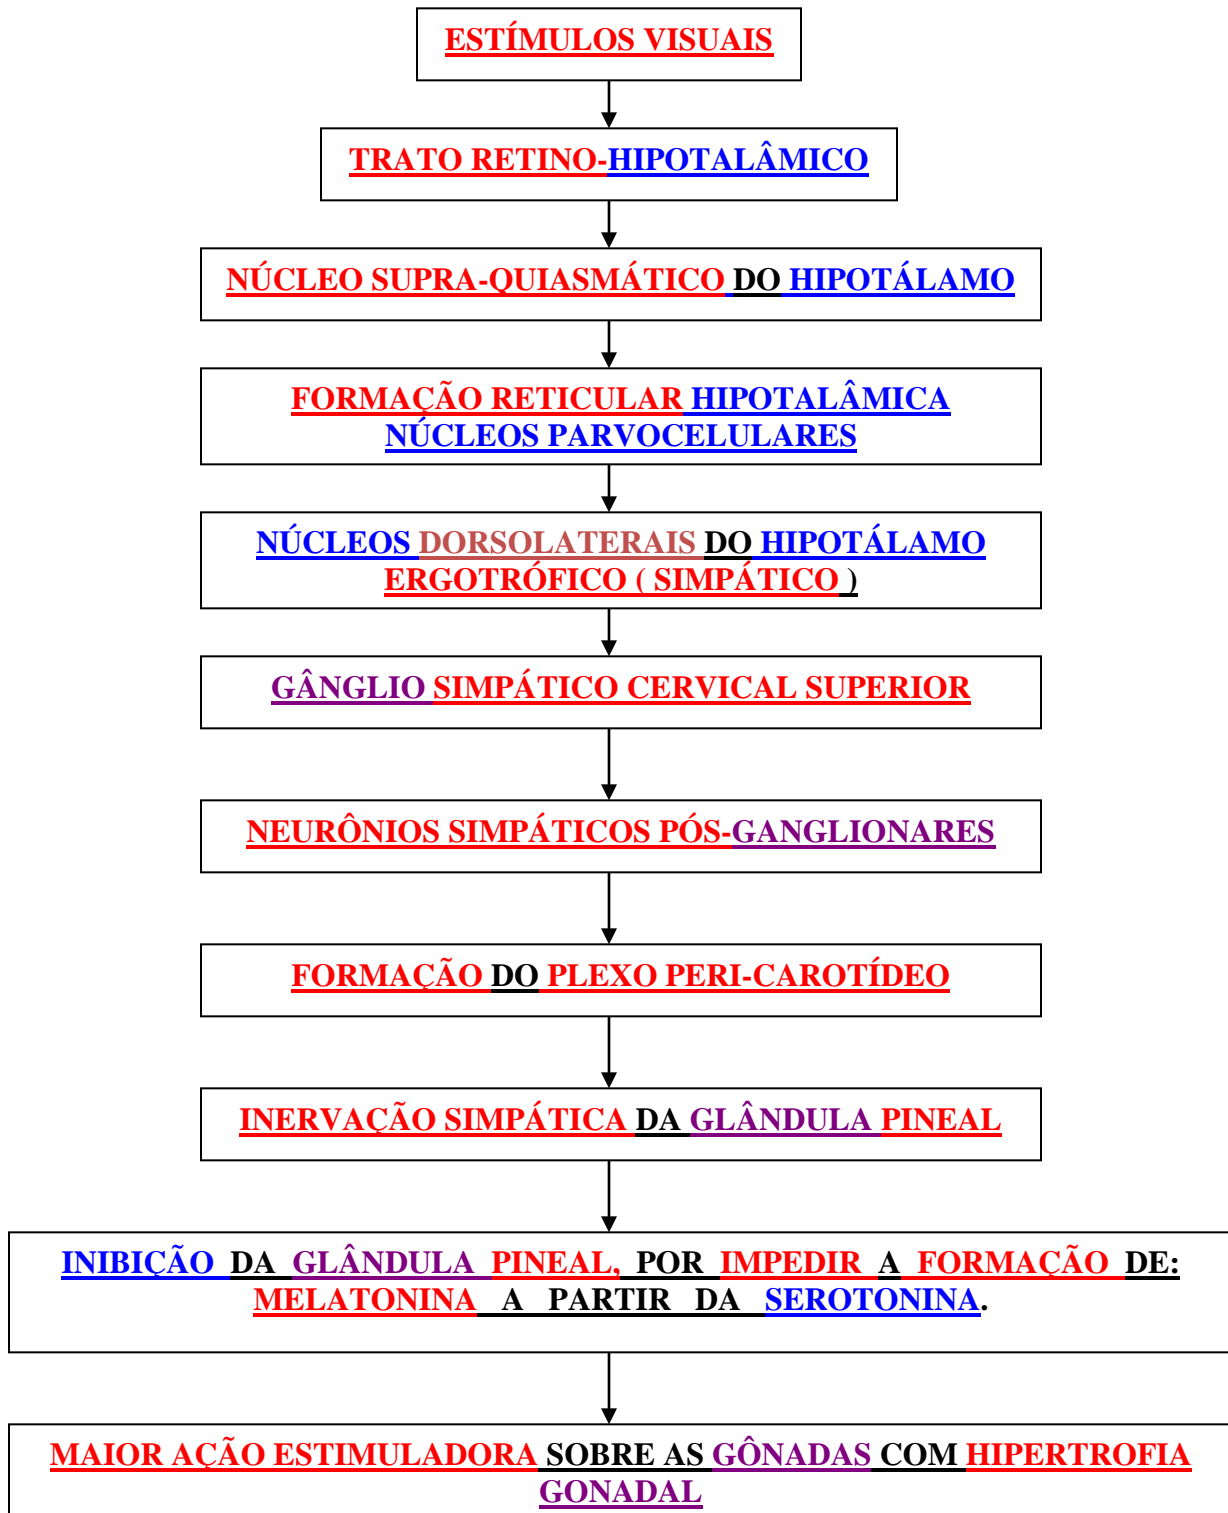 ESTÍMULOS VISUAIS
TRATO RETINO-HIPOTALÂMICO
NÚCLEO SUPRA-QUIASMÁTICO DO HIPOTÁLAMO
FORMAÇÃO RETICULAR HIPOTALÂMICA
NÚCLEOS PARVOCELULARES
NÚCLEOS DORSOLATERAIS DO HIPOTÁLAMO
ERGOTRÓFICO ( SIMPÁTICO )
GÂNGLIO SIMPÁTICO CERVICAL SUPERIOR
NEURÔNIOS SIMPÁTICOS PÓS-GANGLIONARES
FORMAÇÃO DO PLEXO PERI-CAROTÍDEO
INERVAÇÃO SIMPÁTICA DA GLÂNDULA PINEAL
INIBIÇÃO DA GLÂNDULA PINEAL, POR IMPEDIR A FORMAÇÃO DE:
MELATONINA A PARTIR DA SEROTONINA.
MAIOR AÇÃO ESTIMULADORA SOBRE AS GÔNADAS COM HIPERTROFIA
GONADAL